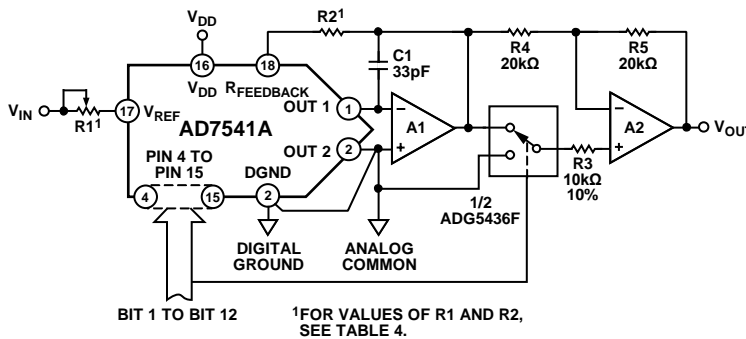 V_DD
R2¹
C1
33pF
R4
20kΩ
R5
20kΩ
16
18
V_DD
R_FEEDBACK
V_IN
R1¹
17
V_REF
OUT 1
1
–
A1
+
AD7541A
OUT 2
2
–
A2
+
V_OUT
PIN 4 TO
PIN 15
DGND
4
15
2
R3
10kΩ
10%
1/2
ADG5436F
DIGITAL
GROUND
ANALOG
COMMON
BIT 1 TO BIT 12
¹FOR VALUES OF R1 AND R2,
SEE TABLE 4.